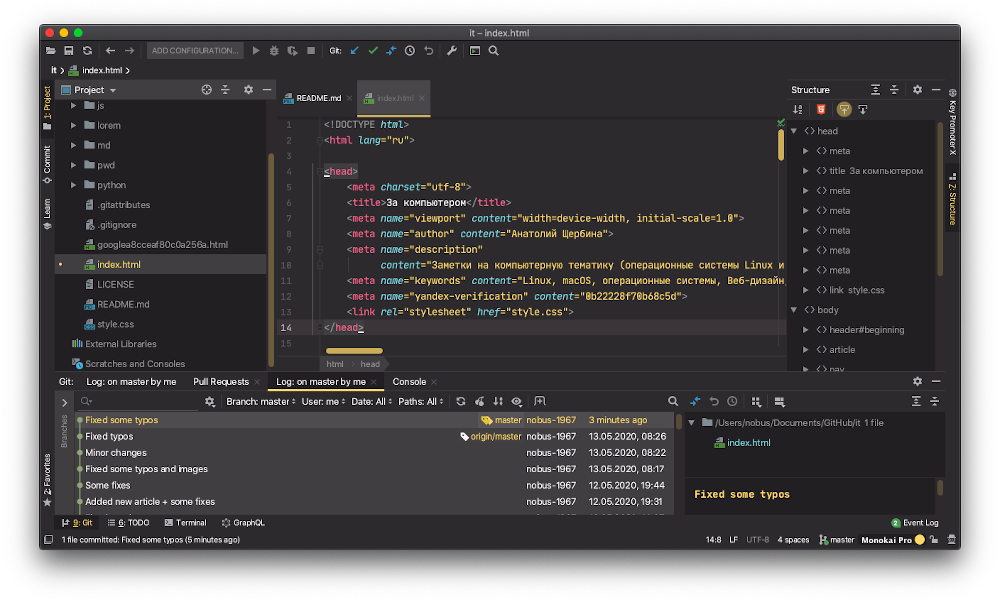 it – index.html
ADD CONFIGURATION...
Git:
it
index.html
Project
js
lorem
md
pwd
python
.gitattributes
.gitignore
googlea8cceaf80c0a256a.html
index.html
LICENSE
README.md
style.css
External Libraries
Scratches and Consoles
1: Project
Commit
Learn
2: Favorites
README.md
index.html
1 <!DOCTYPE html>
2 <html lang="ru">
3
4 <head>
5 <meta charset="utf-8">
6 <title>За компьютером</title>
7 <meta name="viewport" content="width=device-width, initial-scale=1.0">
8 <meta name="author" content="Анатолий Щербина">
9 <meta name="description"
10 content="Заметки на компьютерную тематику (операционные системы Linux и
11 <meta name="keywords" content="Linux, macOS, операционные системы, Веб-дизайн,
12 <meta name="yandex-verification" content="0b22228f70b68c5d">
13 <link rel="stylesheet" href="style.css">
14 </head>
15
html
head
Structure
head
meta
title За компьютером
meta
meta
meta
meta
meta
link style.css
body
header#beginning
article
nav
Key Promoter X
7: Structure
Git:
Log: on master by me
Pull Requests
Log: on master by me
Console
Branches
Branch: master
User: me
Date: All
Paths: All
Fixed some typos master nobus-1967 3 minutes ago
Fixed typos origin/master nobus-1967 13.05.2020, 08:26
Minor changes nobus-1967 13.05.2020, 08:22
Fixed some typos and images nobus-1967 13.05.2020, 08:17
Some fixes nobus-1967 12.05.2020, 19:44
Added new article + some fixes nobus-1967 12.05.2020, 19:31
/Users/nobus/Documents/GitHub/it 1 file
index.html
Fixed some typos
9: Git
6: TODO
Terminal
GraphQL
2 Event Log
1 file committed: Fixed some typos (5 minutes ago)
14:8
LF
UTF-8
4 spaces
master
Monokai Pro